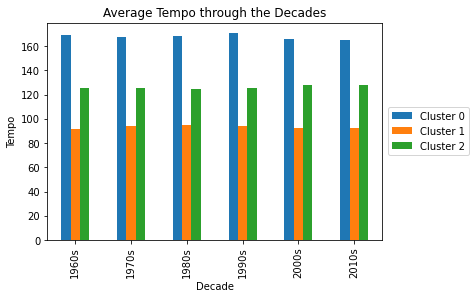 Average Tempo through the Decades
Tempo
160
140
120
100
80
60
40
20
0
1960s
1970s
1980s
1990s
2000s
2010s
Decade
Cluster 0
Cluster 1
Cluster 2